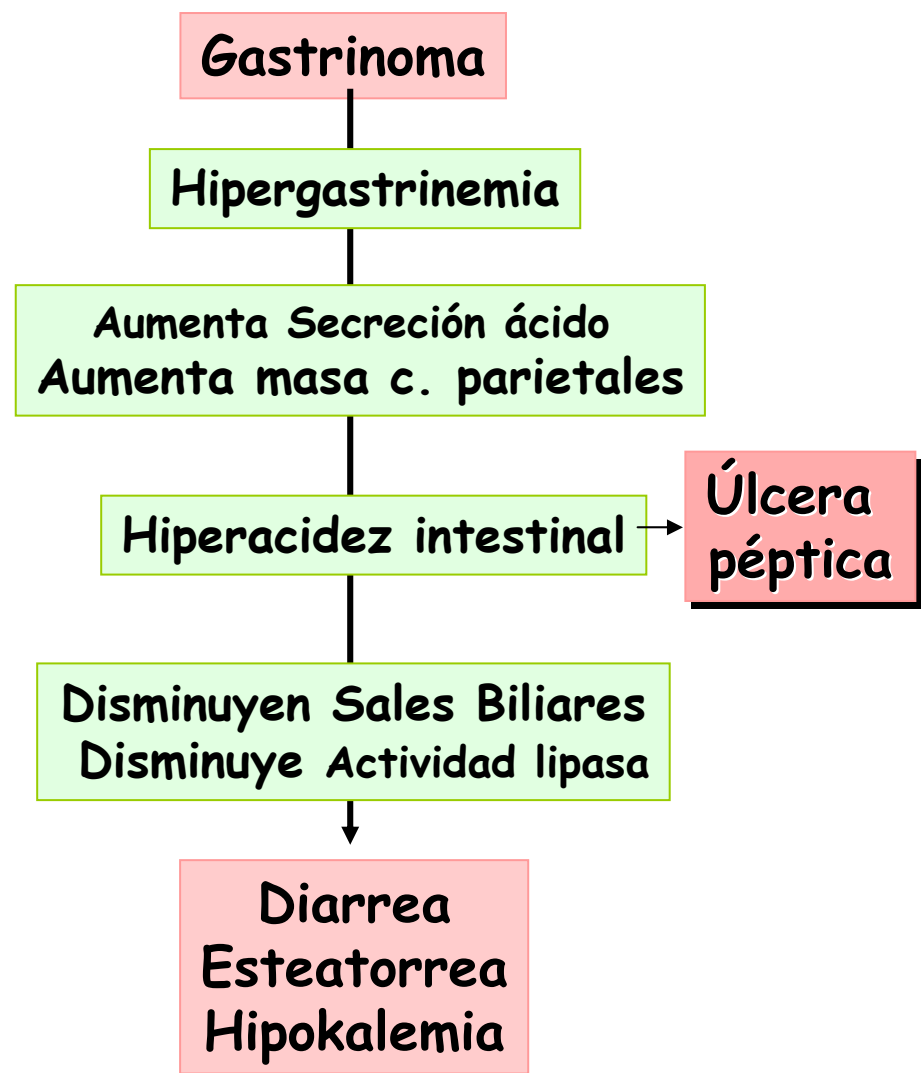 Gastrinoma
Hipergastrinemia
Aumenta Secreción ácido
Aumenta masa c. parietales
Hiperacidez intestinal
Úlcera
péptica
Disminuyen Sales Biliares
Disminuye Actividad lipasa
Diarrea
Esteatorrea
Hipokalemia